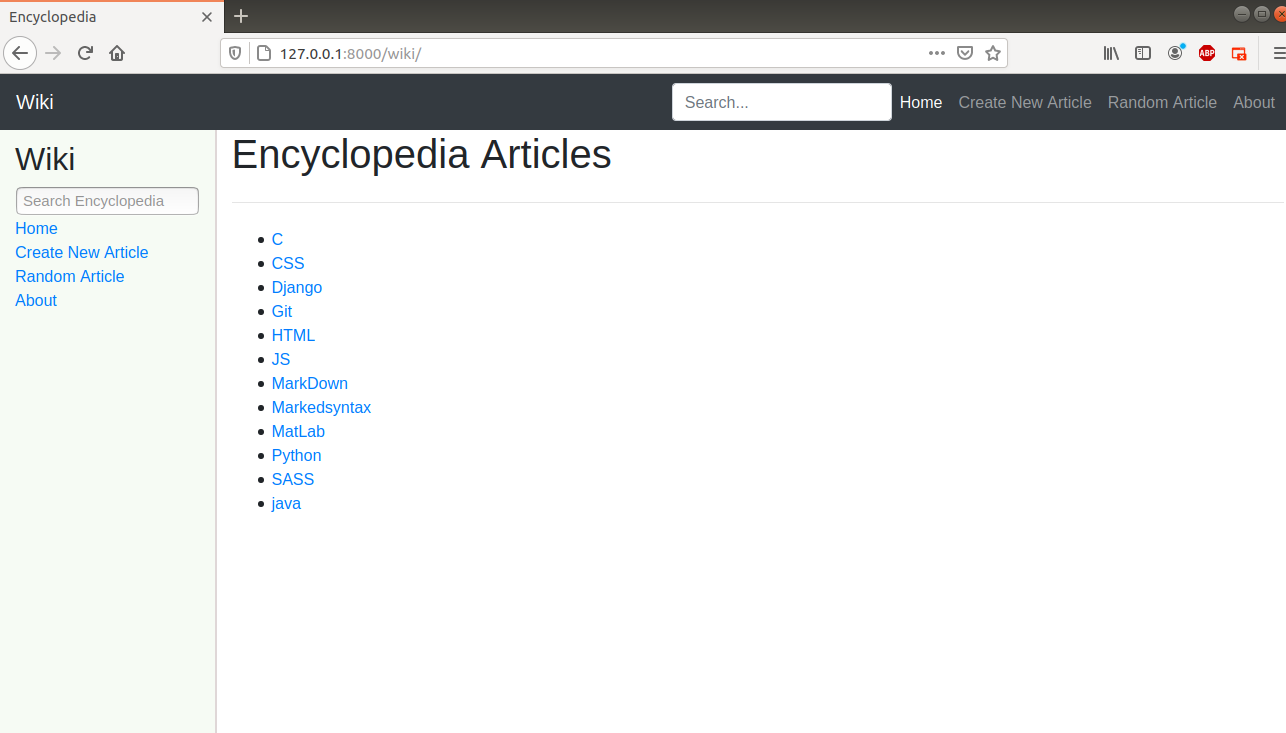 Encyclopedia
127.0.0.1:8000/wiki/
ABP
Wiki
Search...
Home
Create New Article
Random Article
About
Wiki
Search Encyclopedia
Home
Create New Article
Random Article
About
Encyclopedia Articles
C
CSS
Django
Git
HTML
JS
MarkDown
Markedsyntax
MatLab
Python
SASS
java